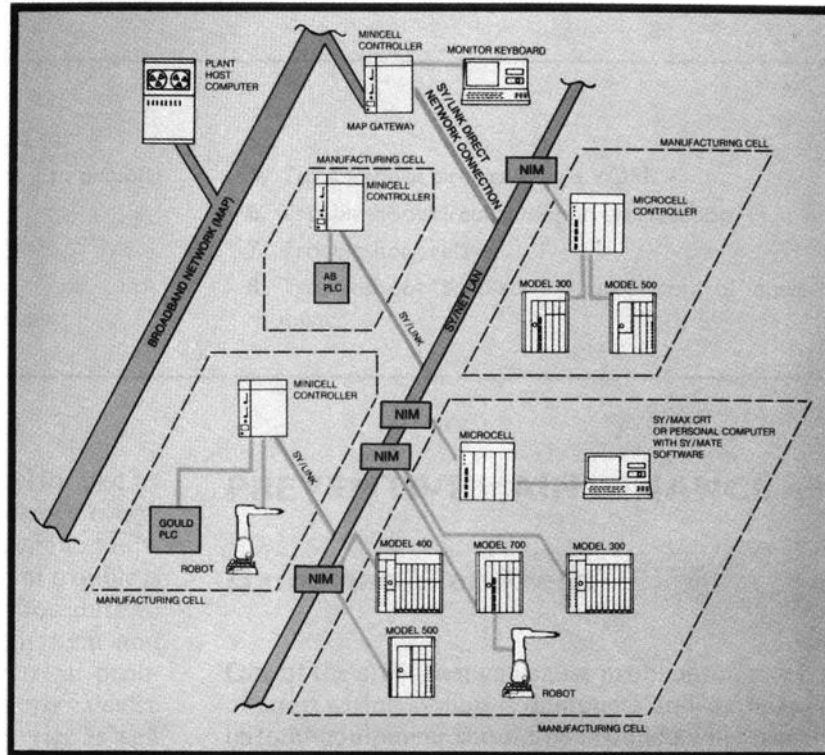 PLANT
HOST
COMPUTER
MINICELL
CONTROLLER
MONITOR KEYBOARD
MAP GATEWAY
SY/LINK DIRECT
NETWORK CONNECTION
BROADBAND NETWORK (MAP)
MANUFACTURING CELL
MINICELL
CONTROLLER
AB
PLC
SY/LINK
SY/NET LAN
MANUFACTURING CELL
NIM
MICROCELL
CONTROLLER
MODEL 300
MODEL 500
MINICELL
CONTROLLER
SY/LINK
GOULD
PLC
ROBOT
MANUFACTURING CELL
NIM
NIM
NIM
MICROCELL
SY/MAX CRT
OR PERSONAL COMPUTER
WITH SY/MATE
SOFTWARE
MODEL 400
MODEL 700
MODEL 300
MODEL 500
ROBOT
MANUFACTURING CELL